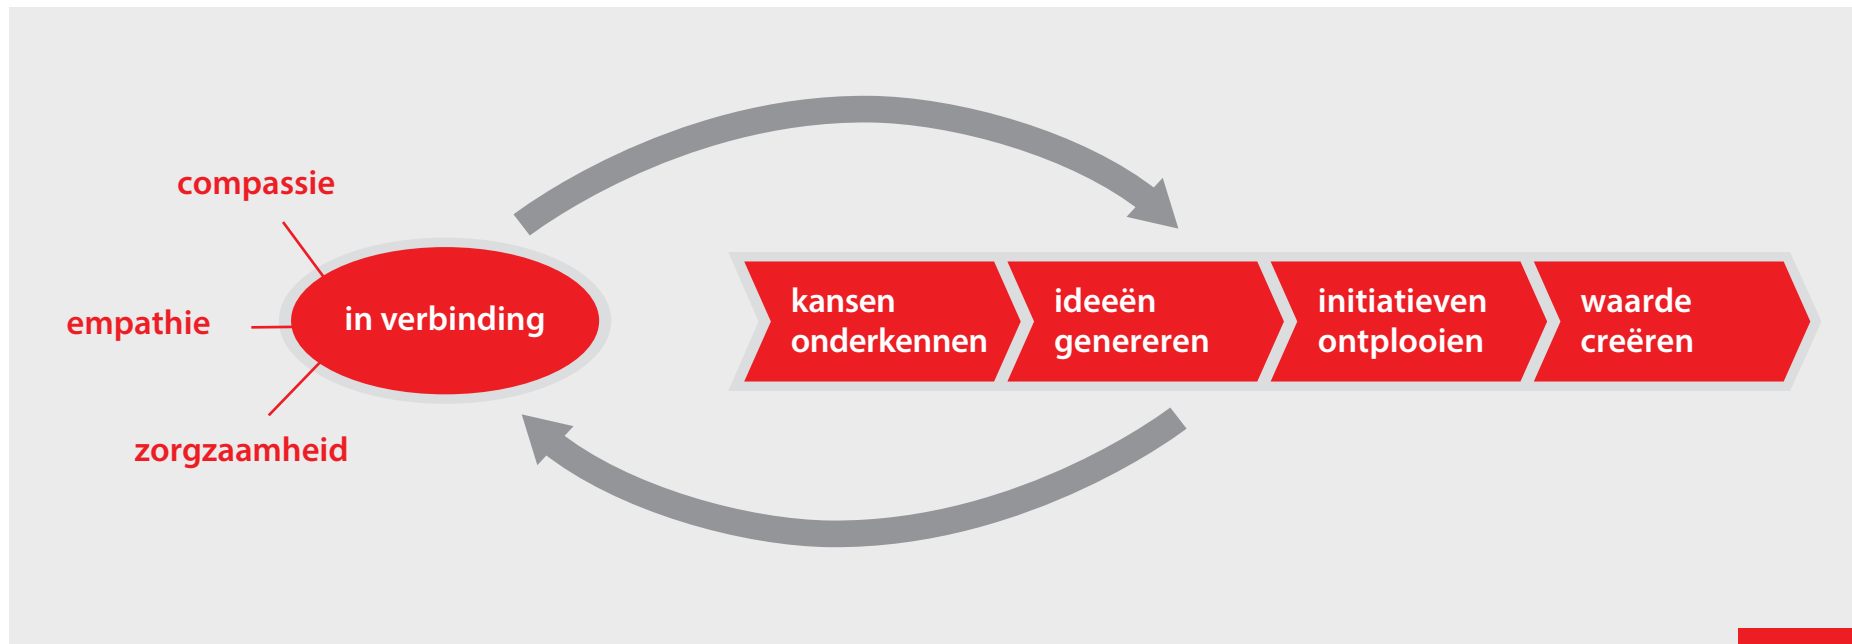 compassie
empathie
zorgzaamheid
in verbinding
kansen
onderkennen
ideeën
genereren
initiatieven
ontplooien
waarde
creëren